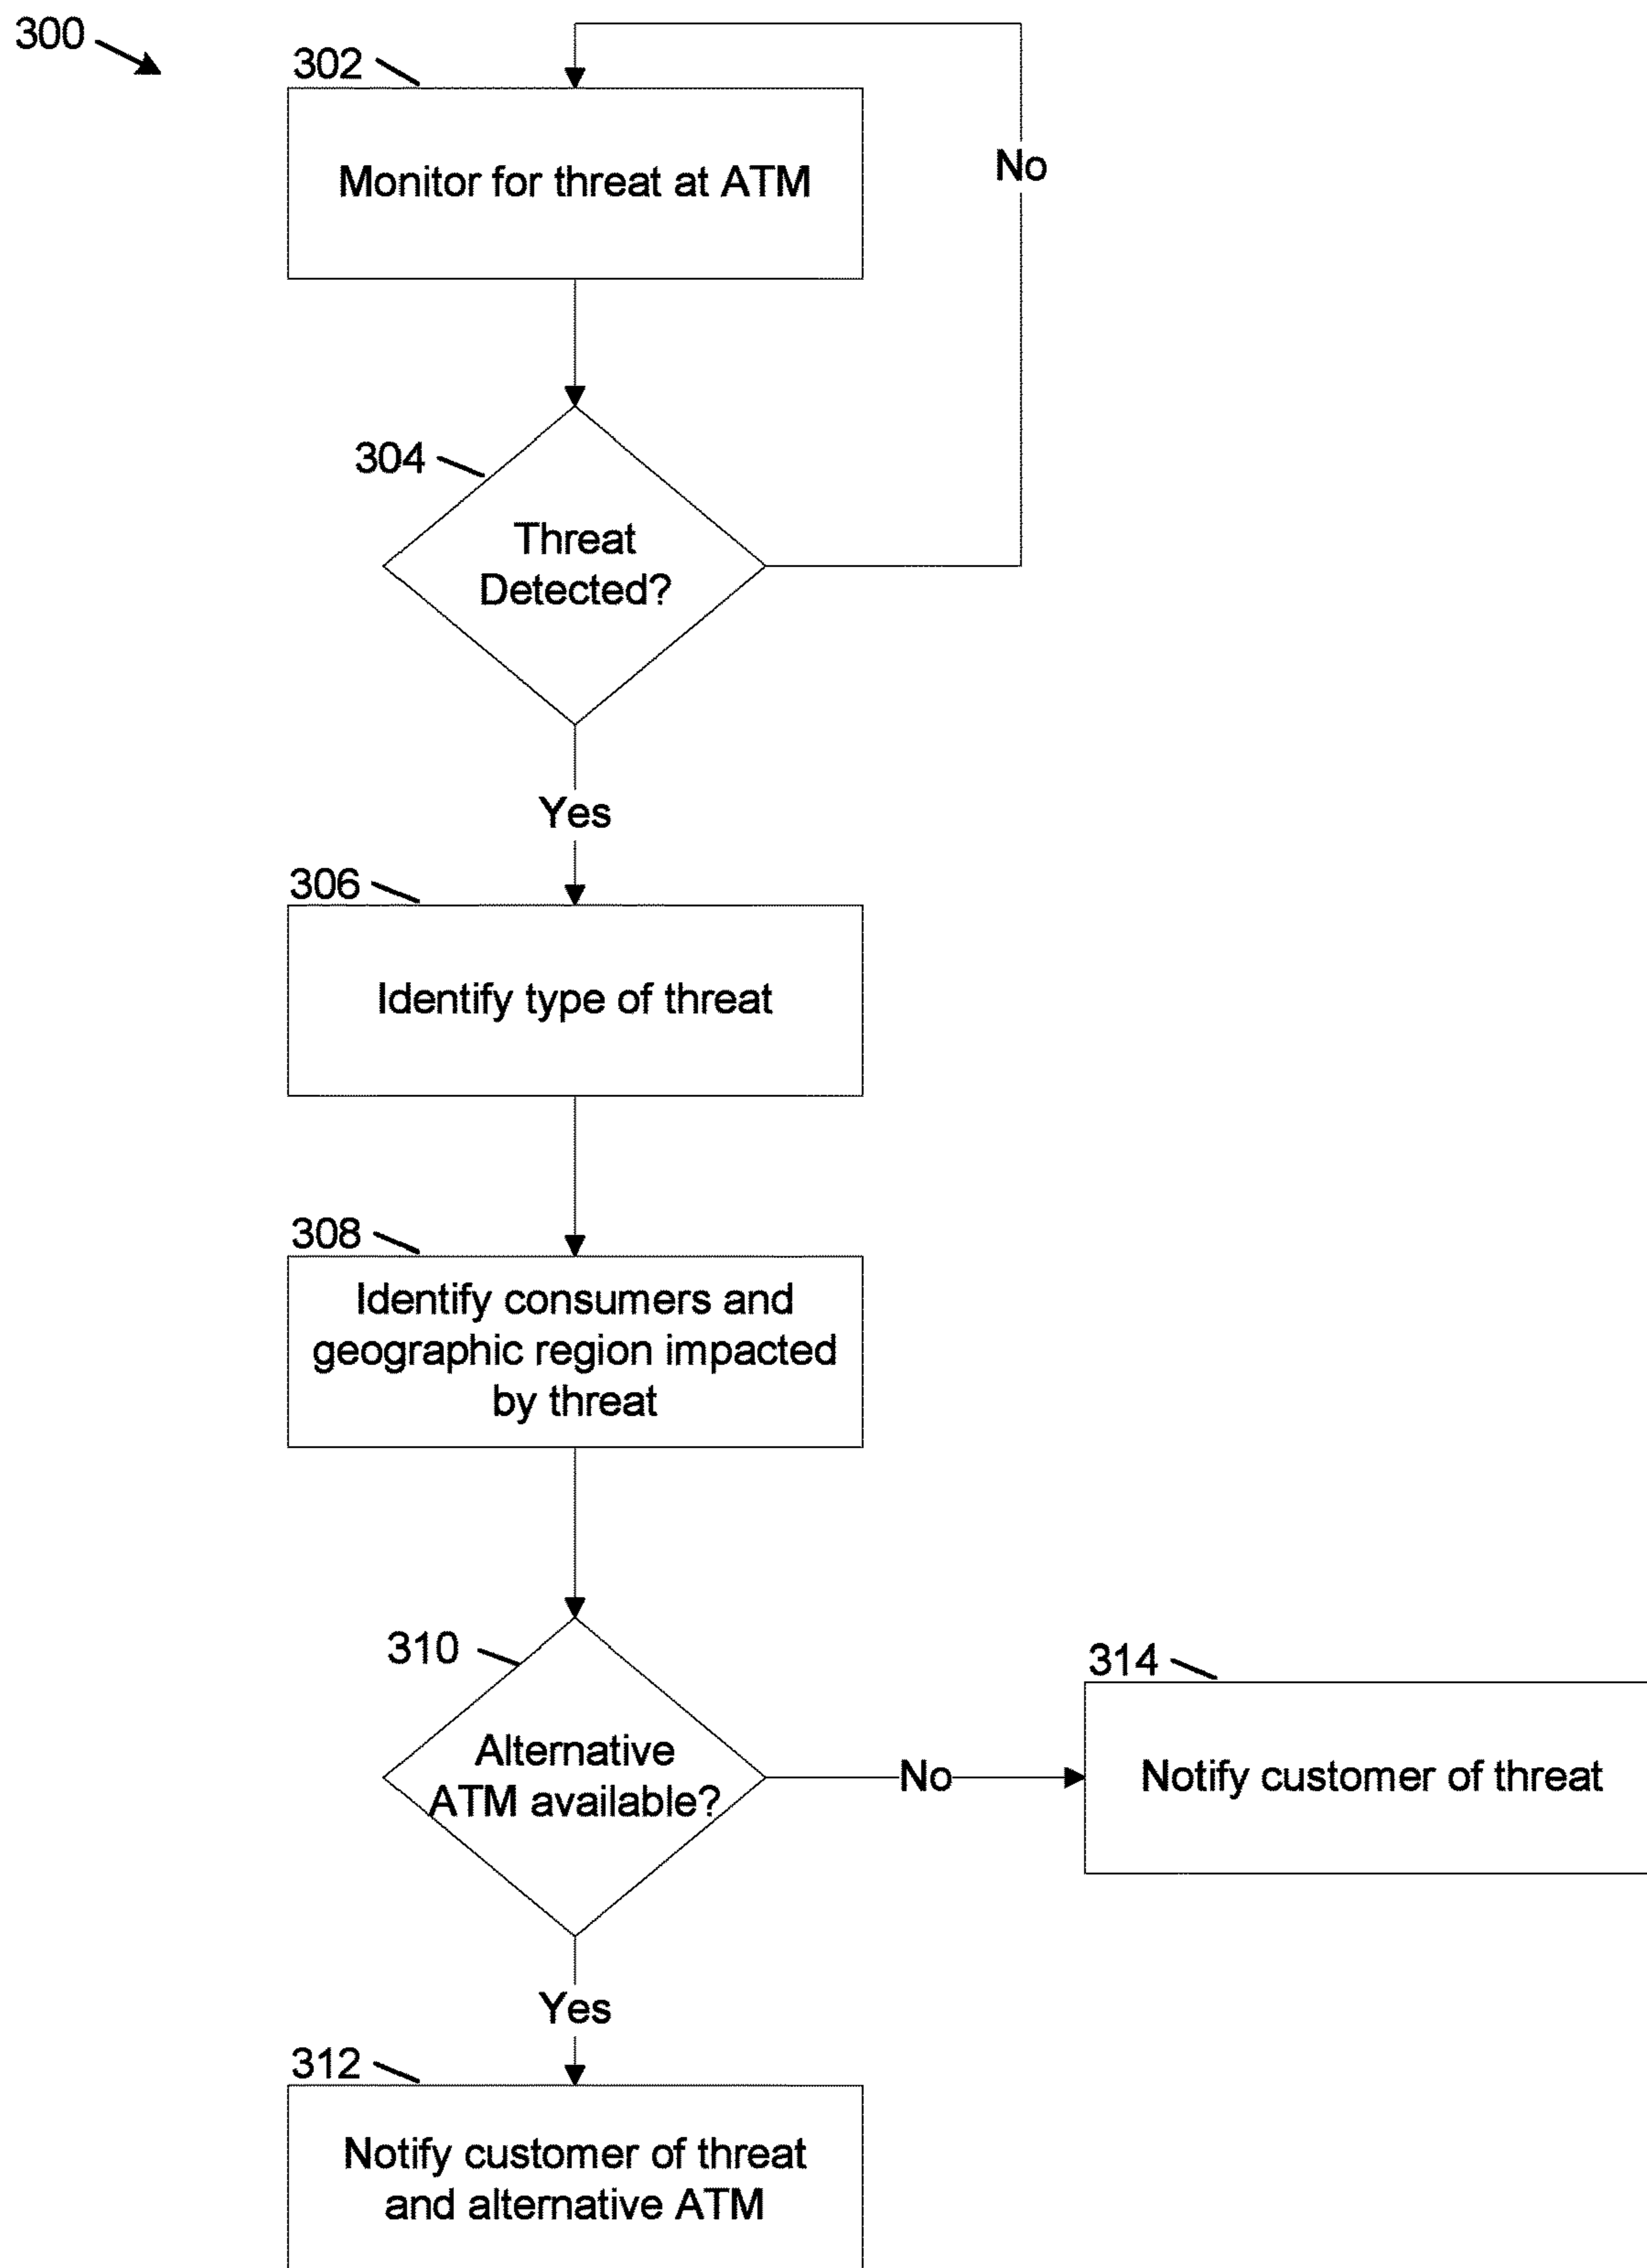 300
302
Monitor for threat at ATM
No
304
Threat
Detected?
Yes
306
Identify type of threat
308
Identify consumers and
geographic region impacted
by threat
310
Alternative
ATM available?
No
314
Notify customer of threat
Yes
312
Notify customer of threat
and alternative ATM